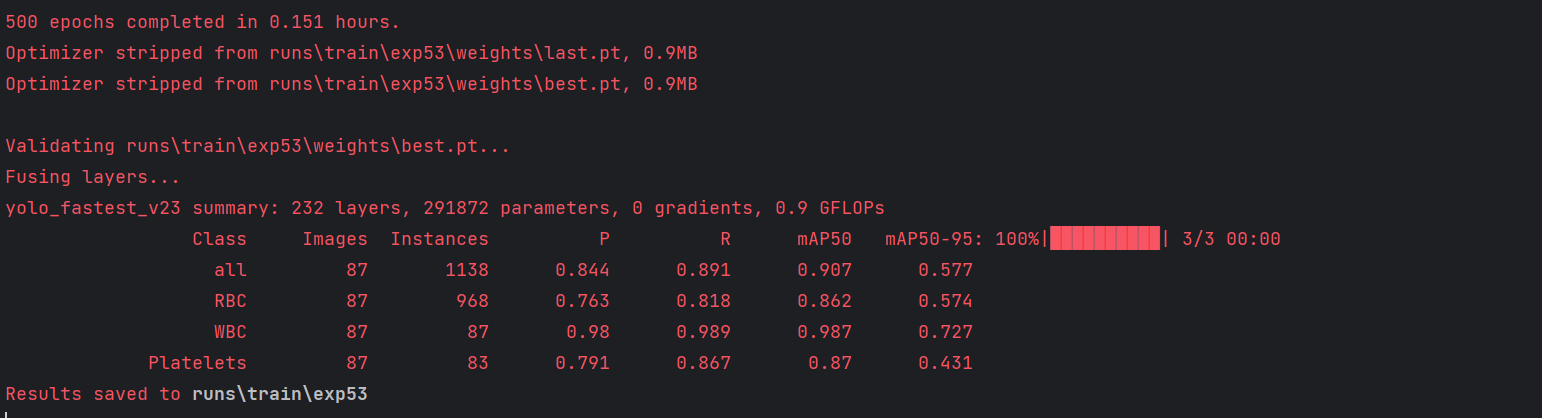 500 epochs completed in 0.151 hours.
Optimizer stripped from runs\train\exp53\weights\last.pt, 0.9MB
Optimizer stripped from runs\train\exp53\weights\best.pt, 0.9MB
Validating runs\train\exp53\weights\best.pt...
Fusing layers...
yolo_fastest_v23 summary: 232 layers, 291872 parameters, 0 gradients, 0.9 GFLOPs
Class Images Instances P R mAP50 mAP50-95: 100%|██████████| 3/3 00:00
all 87 1138 0.844 0.891 0.907 0.577
RBC 87 968 0.763 0.818 0.862 0.574
WBC 87 87 0.98 0.989 0.987 0.727
Platelets 87 83 0.791 0.867 0.87 0.431
Results saved to runs\train\exp53